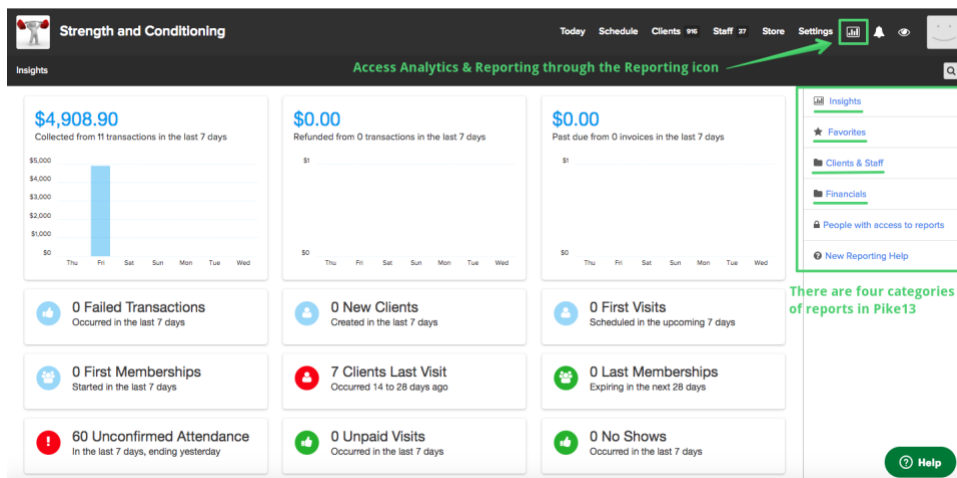 Strength and Conditioning
Today Schedule Clients 916 Staff 37 Store Settings
Insights
Access Analytics & Reporting through the Reporting icon
$4,908.90
Collected from 11 transactions in the last 7 days
$5,000
$4,000
$3,000
$2,000
$1,000
$0
Thu Fri Sat Sun Mon Tue Wed
$0.00
Refunded from 0 transactions in the last 7 days
$1
$0
Thu Fri Sat Sun Mon Tue Wed
$0.00
Past due from 0 invoices in the last 7 days
$1
$0
Thu Fri Sat Sun Mon Tue Wed
Insights
Favorites
Clients & Staff
Financials
People with access to reports
New Reporting Help
There are four categories
of reports in Pike13
0 Failed Transactions
Occurred in the last 7 days
0 New Clients
Created in the last 7 days
0 First Visits
Scheduled in the upcoming 7 days
0 First Memberships
Started in the last 7 days
7 Clients Last Visit
Occurred 14 to 28 days ago
0 Last Memberships
Expiring in the next 28 days
60 Unconfirmed Attendance
In the last 7 days, ending yesterday
0 Unpaid Visits
Occurred in the last 7 days
0 No Shows
Occurred in the last 7 days
Help